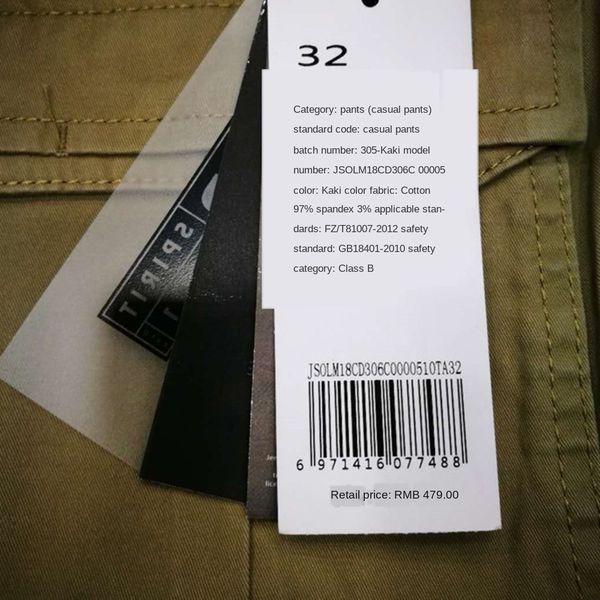 32
Category: pants (casual pants)
standard code: casual pants
batch number: 305-Kaki model
number: JSOLM18CD306C 00005
color: Kaki color fabric: Cotton
97% spandex 3% applicable stan-
dards: FZ/T81007-2012 safety
standard: GB18401-2010 safety
category: Class B
JSOLM18CD306C0000510TA32
6 971416 077488
Retail price: RMB 479.00
SPIRIT